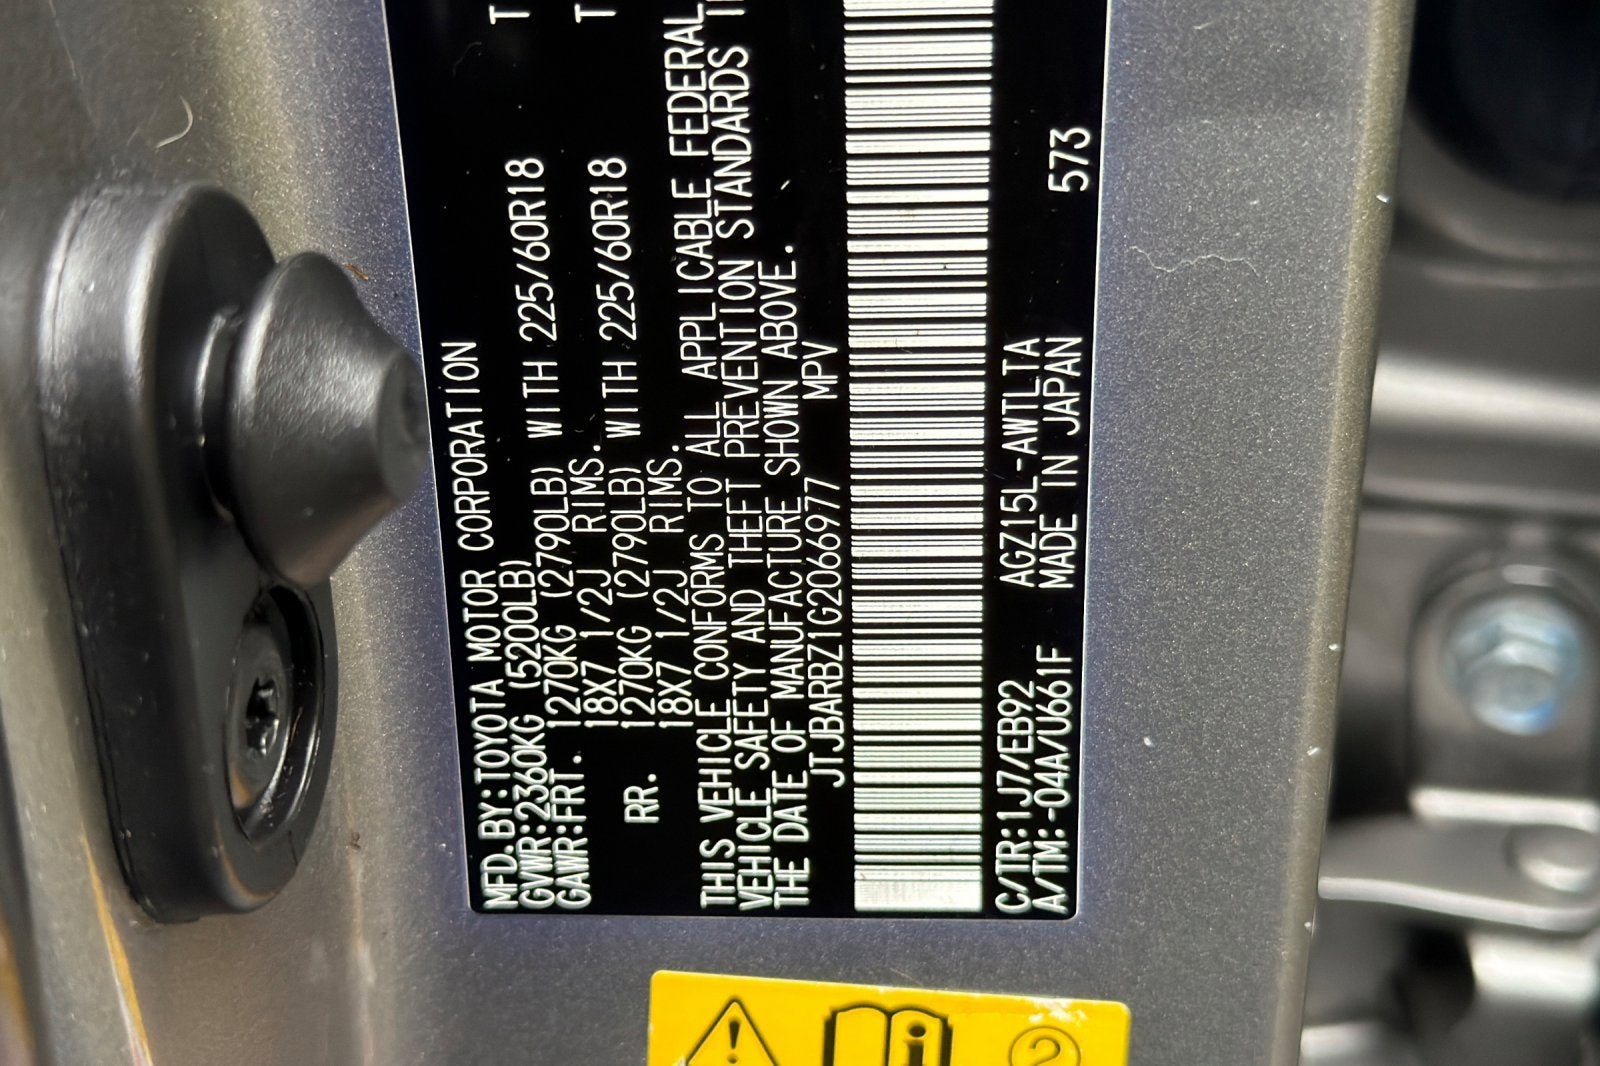 MFD.BY:TOYOTA MOTOR CORPORATION
GVWR:2360KG (5200LB)
GAWR:FRT. 1270KG (2790LB) WITH 225/60R18 T
18X7 1/2J RIMS.
RR. 1270KG (2790LB) WITH 225/60R18 T
18X7 1/2J RIMS.
THIS VEHICLE CONFORMS TO ALL APPLICABLE FEDERAL
VEHICLE SAFETY AND THEFT PREVENTION STANDARDS
THE DATE OF MANUFACTURE SHOWN ABOVE.
JTJBARBZ1G2066977 MPV
C/TR:1J7/EB92 AGZ15L-AWTLTA
A/TM:-04A/U661F MADE IN JAPAN 573
2